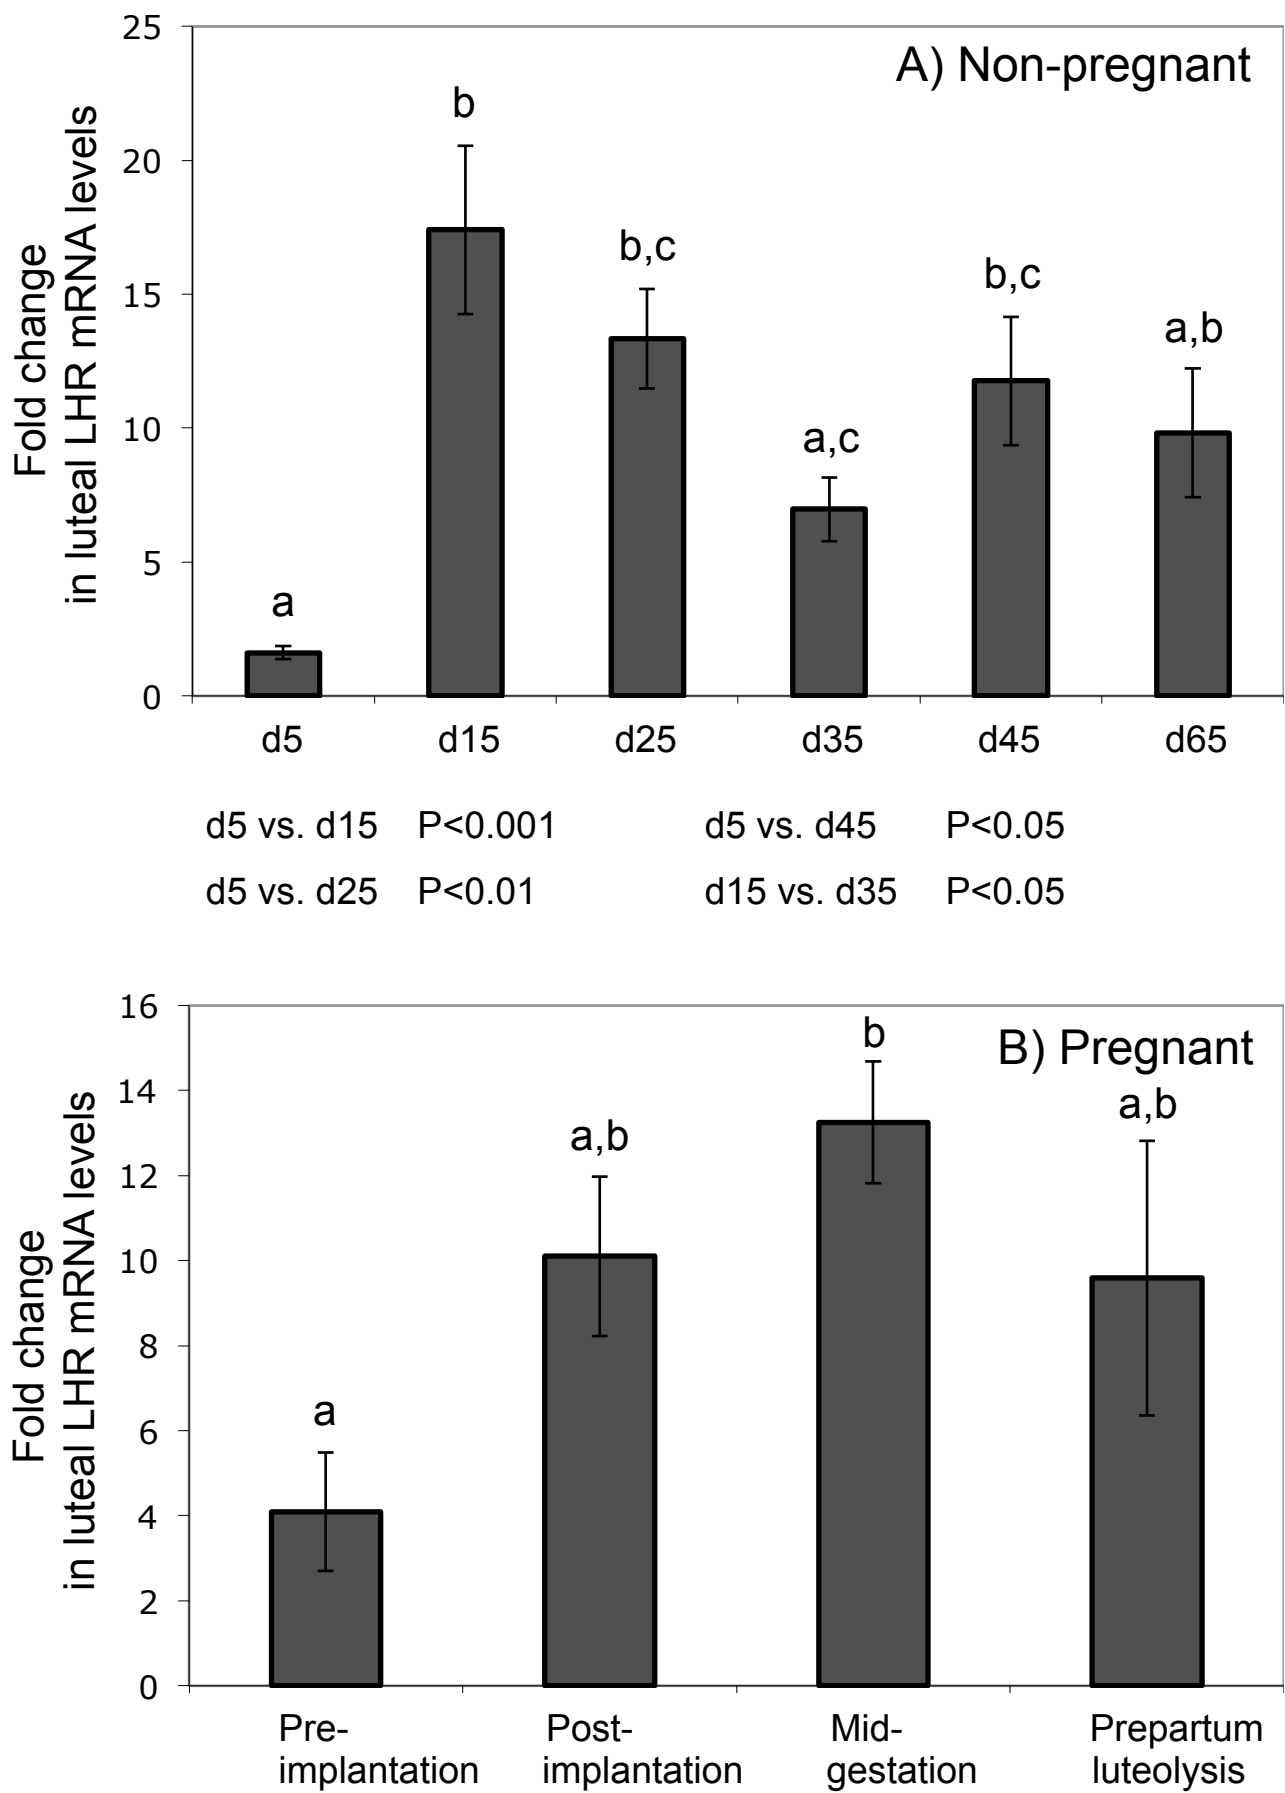 A) Non-pregnant
Fold change
in luteal LHR mRNA levels
25
20
15
10
5
0
a
b
b,c
a,c
b,c
a,b
d5 d15 d25 d35 d45 d65
d5 vs. d15 P<0.001 d5 vs. d45 P<0.05
d5 vs. d25 P<0.01 d15 vs. d35 P<0.05
B) Pregnant
Fold change
in luteal LHR mRNA levels
16
14
12
10
8
6
4
2
0
a
a,b
b
a,b
Pre-
implantation
Post-
implantation
Mid-
gestation
Prepartum
luteolysis